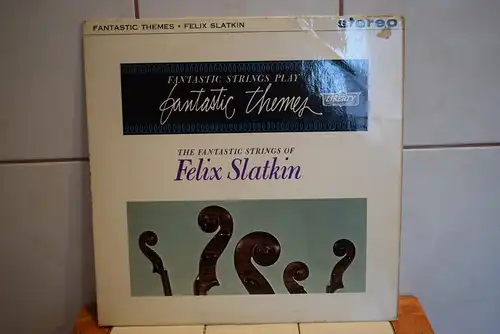 FANTASTIC THEMES • FELIX SLATKIN
stereo
FANTASTIC STRINGS PLAY
fantastic themes
LIBERTY
THE FANTASTIC STRINGS OF
Felix Slatkin